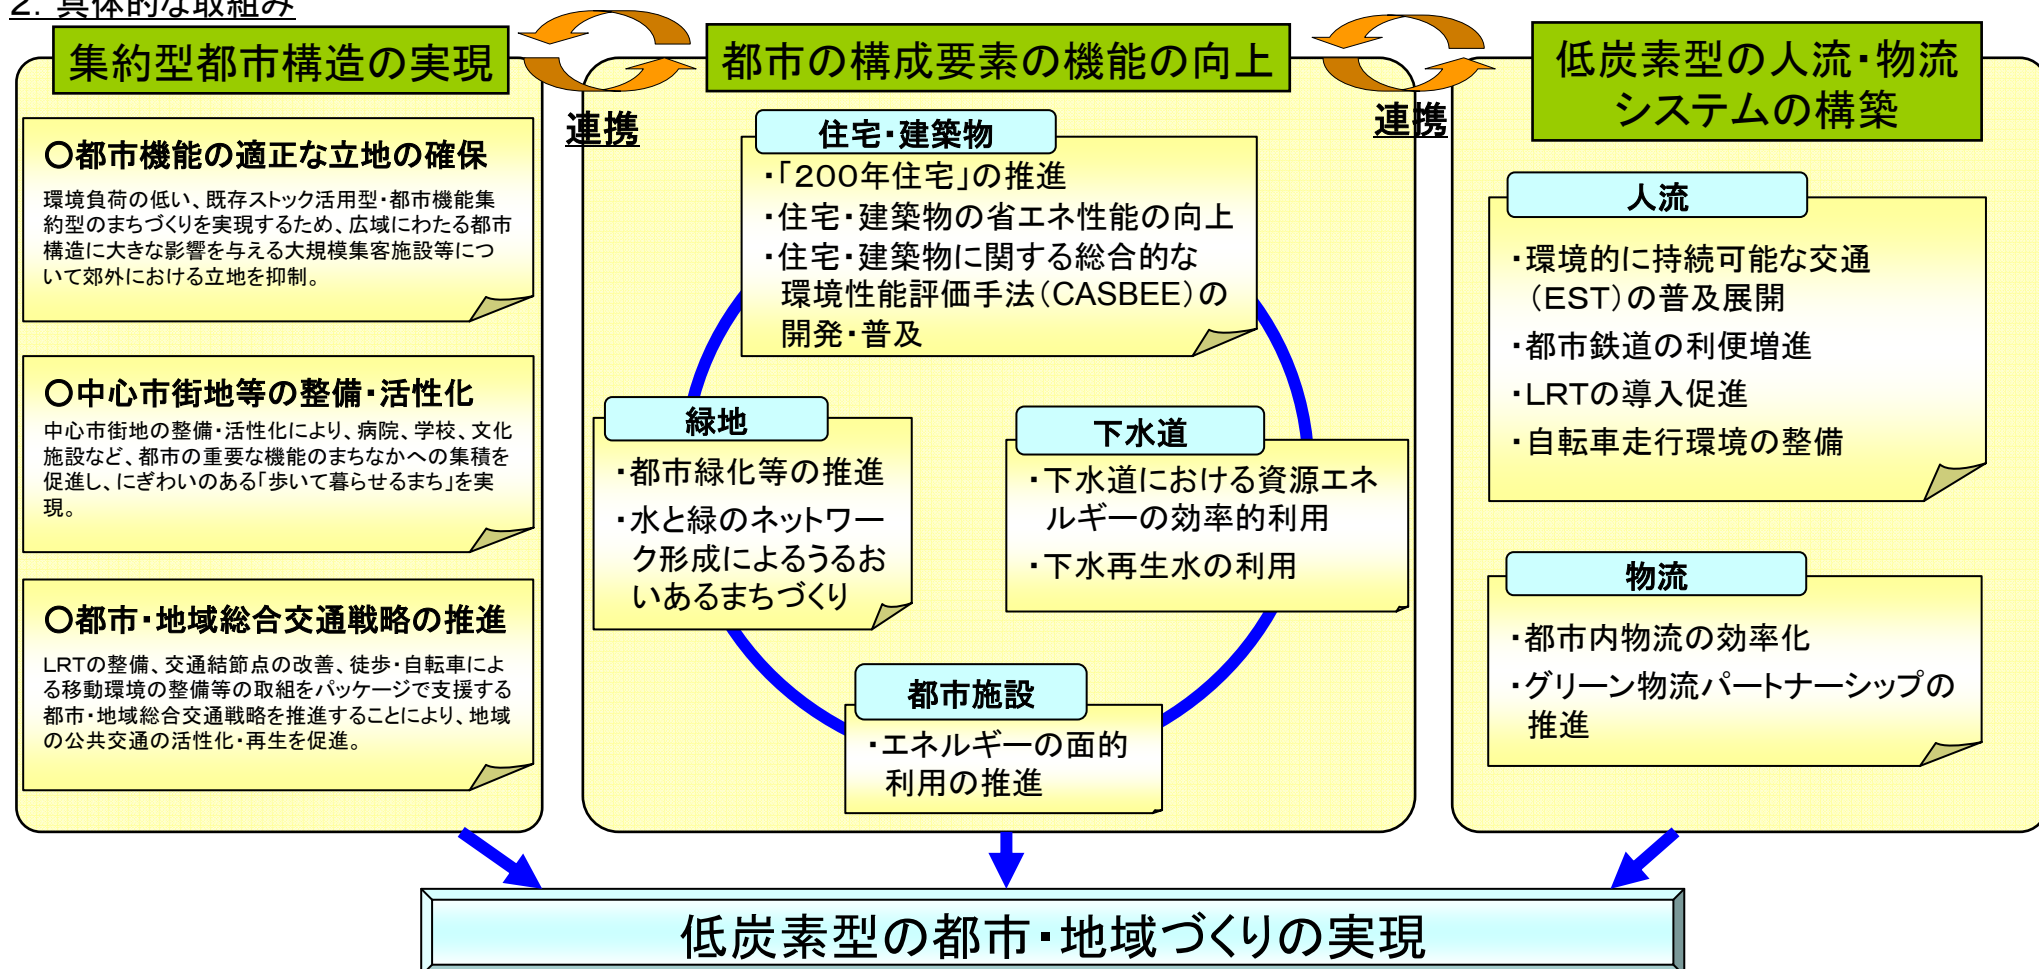 2．具体的な取組み
集約型都市構造の実現
○都市機能の適正な立地の確保
環境負荷の低い、既存ストック活用型・都市機能集
約型のまちづくりを実現するため、広域にわたる都市
構造に大きな影響を与える大規模集客施設等につ
いて郊外における立地を抑制。
○中心市街地等の整備・活性化
中心市街地の整備・活性化により、病院、学校、文化
施設など、都市の重要な機能のまちなかへの集積を
促進し、にぎわいのある「歩いて暮らせるまち」を実
現。
○都市・地域総合交通戦略の推進
LRTの整備、交通結節点の改善、徒歩・自転車によ
る移動環境の整備等の取組をパッケージで支援する
都市・地域総合交通戦略を推進することにより、地域
の公共交通の活性化・再生を促進。
連携
都市の構成要素の機能の向上
住宅・建築物
・「200年住宅」の推進
・住宅・建築物の省エネ性能の向上
・住宅・建築物に関する総合的な
環境性能評価手法（CASBEE）の
開発・普及
緑地
・都市緑化等の推進
・水と緑のネットワー
ク形成によるうるお
いあるまちづくり
下水道
・下水道における資源エネ
ルギーの効率的利用
・下水再生水の利用
都市施設
・エネルギーの面的
利用の推進
連携
低炭素型の人流・物流
システムの構築
人流
・環境的に持続可能な交通
（EST）の普及展開
・都市鉄道の利便増進
・LRTの導入促進
・自転車走行環境の整備
物流
・都市内物流の効率化
・グリーン物流パートナーシップの
推進
低炭素型の都市・地域づくりの実現